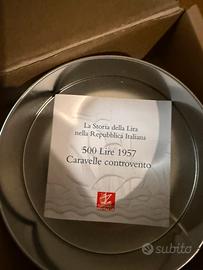 La Storia della Lira
nella Repubblica Italiana
500 Lire 1957
Caravelle controvento
subito